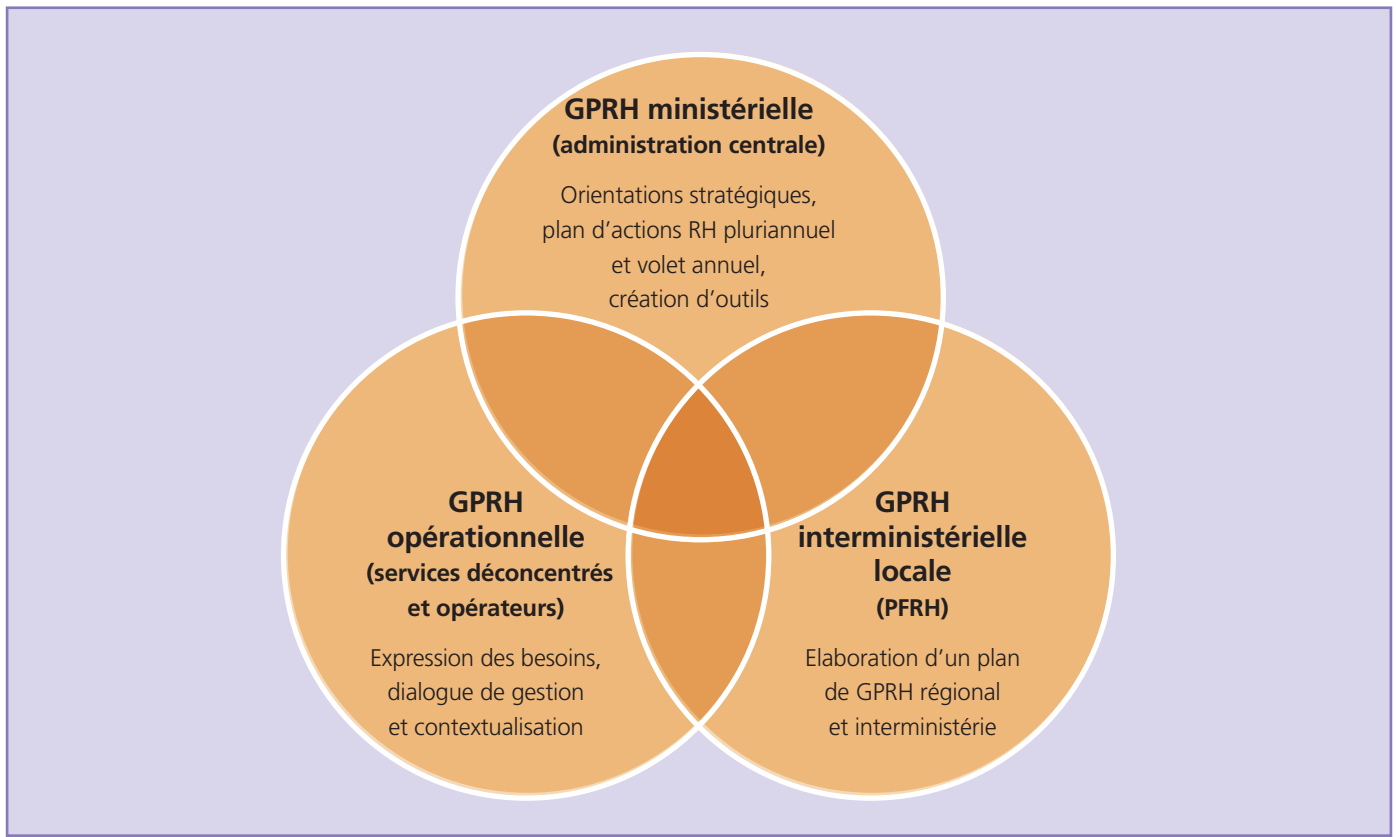 GPRH ministérielle
(administration centrale)
Orientations stratégiques,
plan d’actions RH pluriannuel
et volet annuel,
création d’outils
GPRH
opérationnelle
(services déconcentrés
et opérateurs)
Expression des besoins,
dialogue de gestion
et contextualisation
GPRH
interministérielle
locale
(PFRH)
Elaboration d’un plan
de GPRH régional
et interministérie